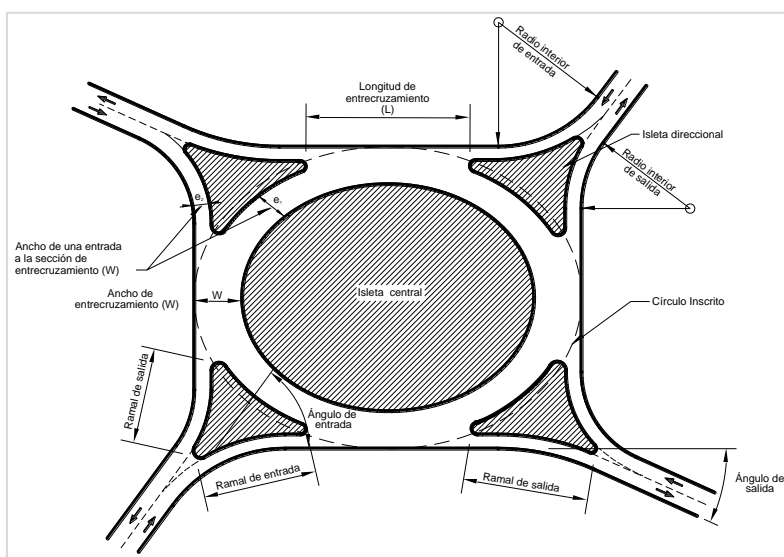 Radio interior
de entrada
Longitud de
entrecruzamiento
(L)
Isleta direccional
Radio interior
de salida
e₂
e₁
Ancho de una entrada
a la sección de
entrecruzamiento (W)
Ancho de
entrecruzamiento (W)
W
Isleta central
Círculo Inscrito
Ramal de salida
Ángulo de
entrada
Ramal de entrada
Ramal de salida
Ángulo de
salida